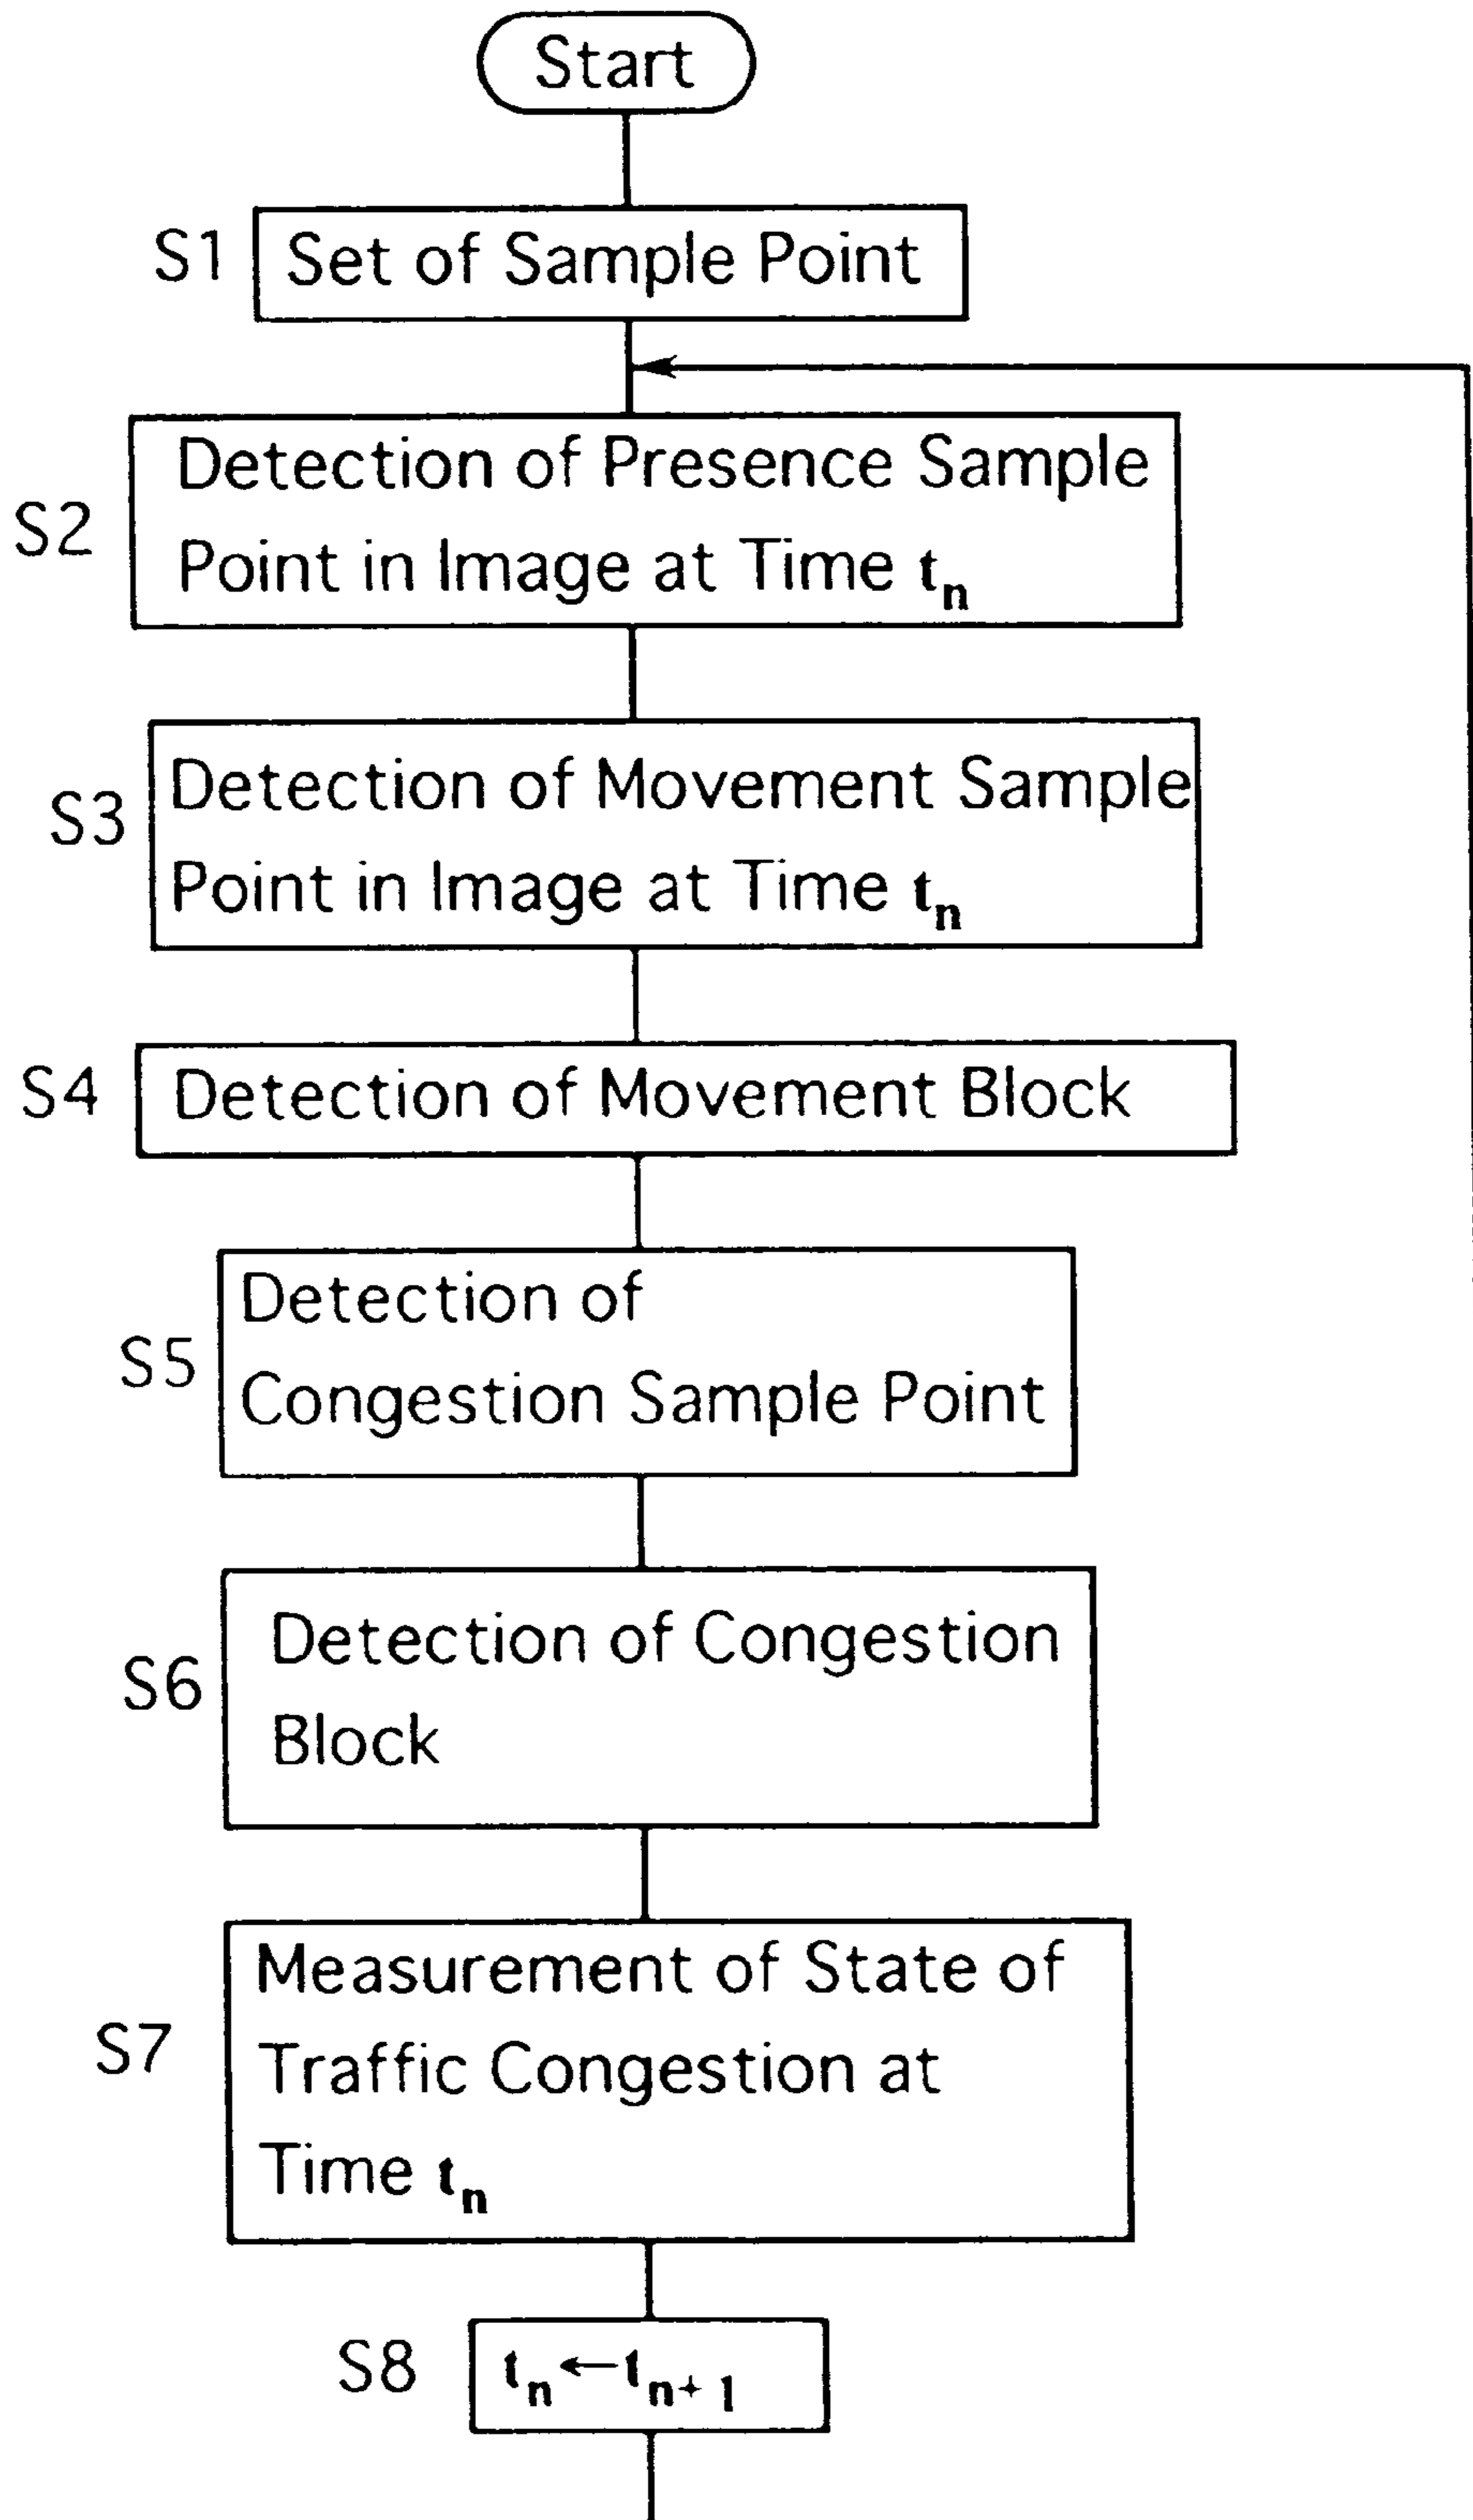 Start
S1 Set of Sample Point
S2
Detection of Presence Sample
Point in Image at Time tₙ
S3
Detection of Movement Sample
Point in Image at Time tₙ
S4 Detection of Movement Block
S5
Detection of
Congestion Sample Point
S6
Detection of Congestion
Block
S7
Measurement of State of
Traffic Congestion at
Time tₙ
S8 tₙ←tₙ₊₁